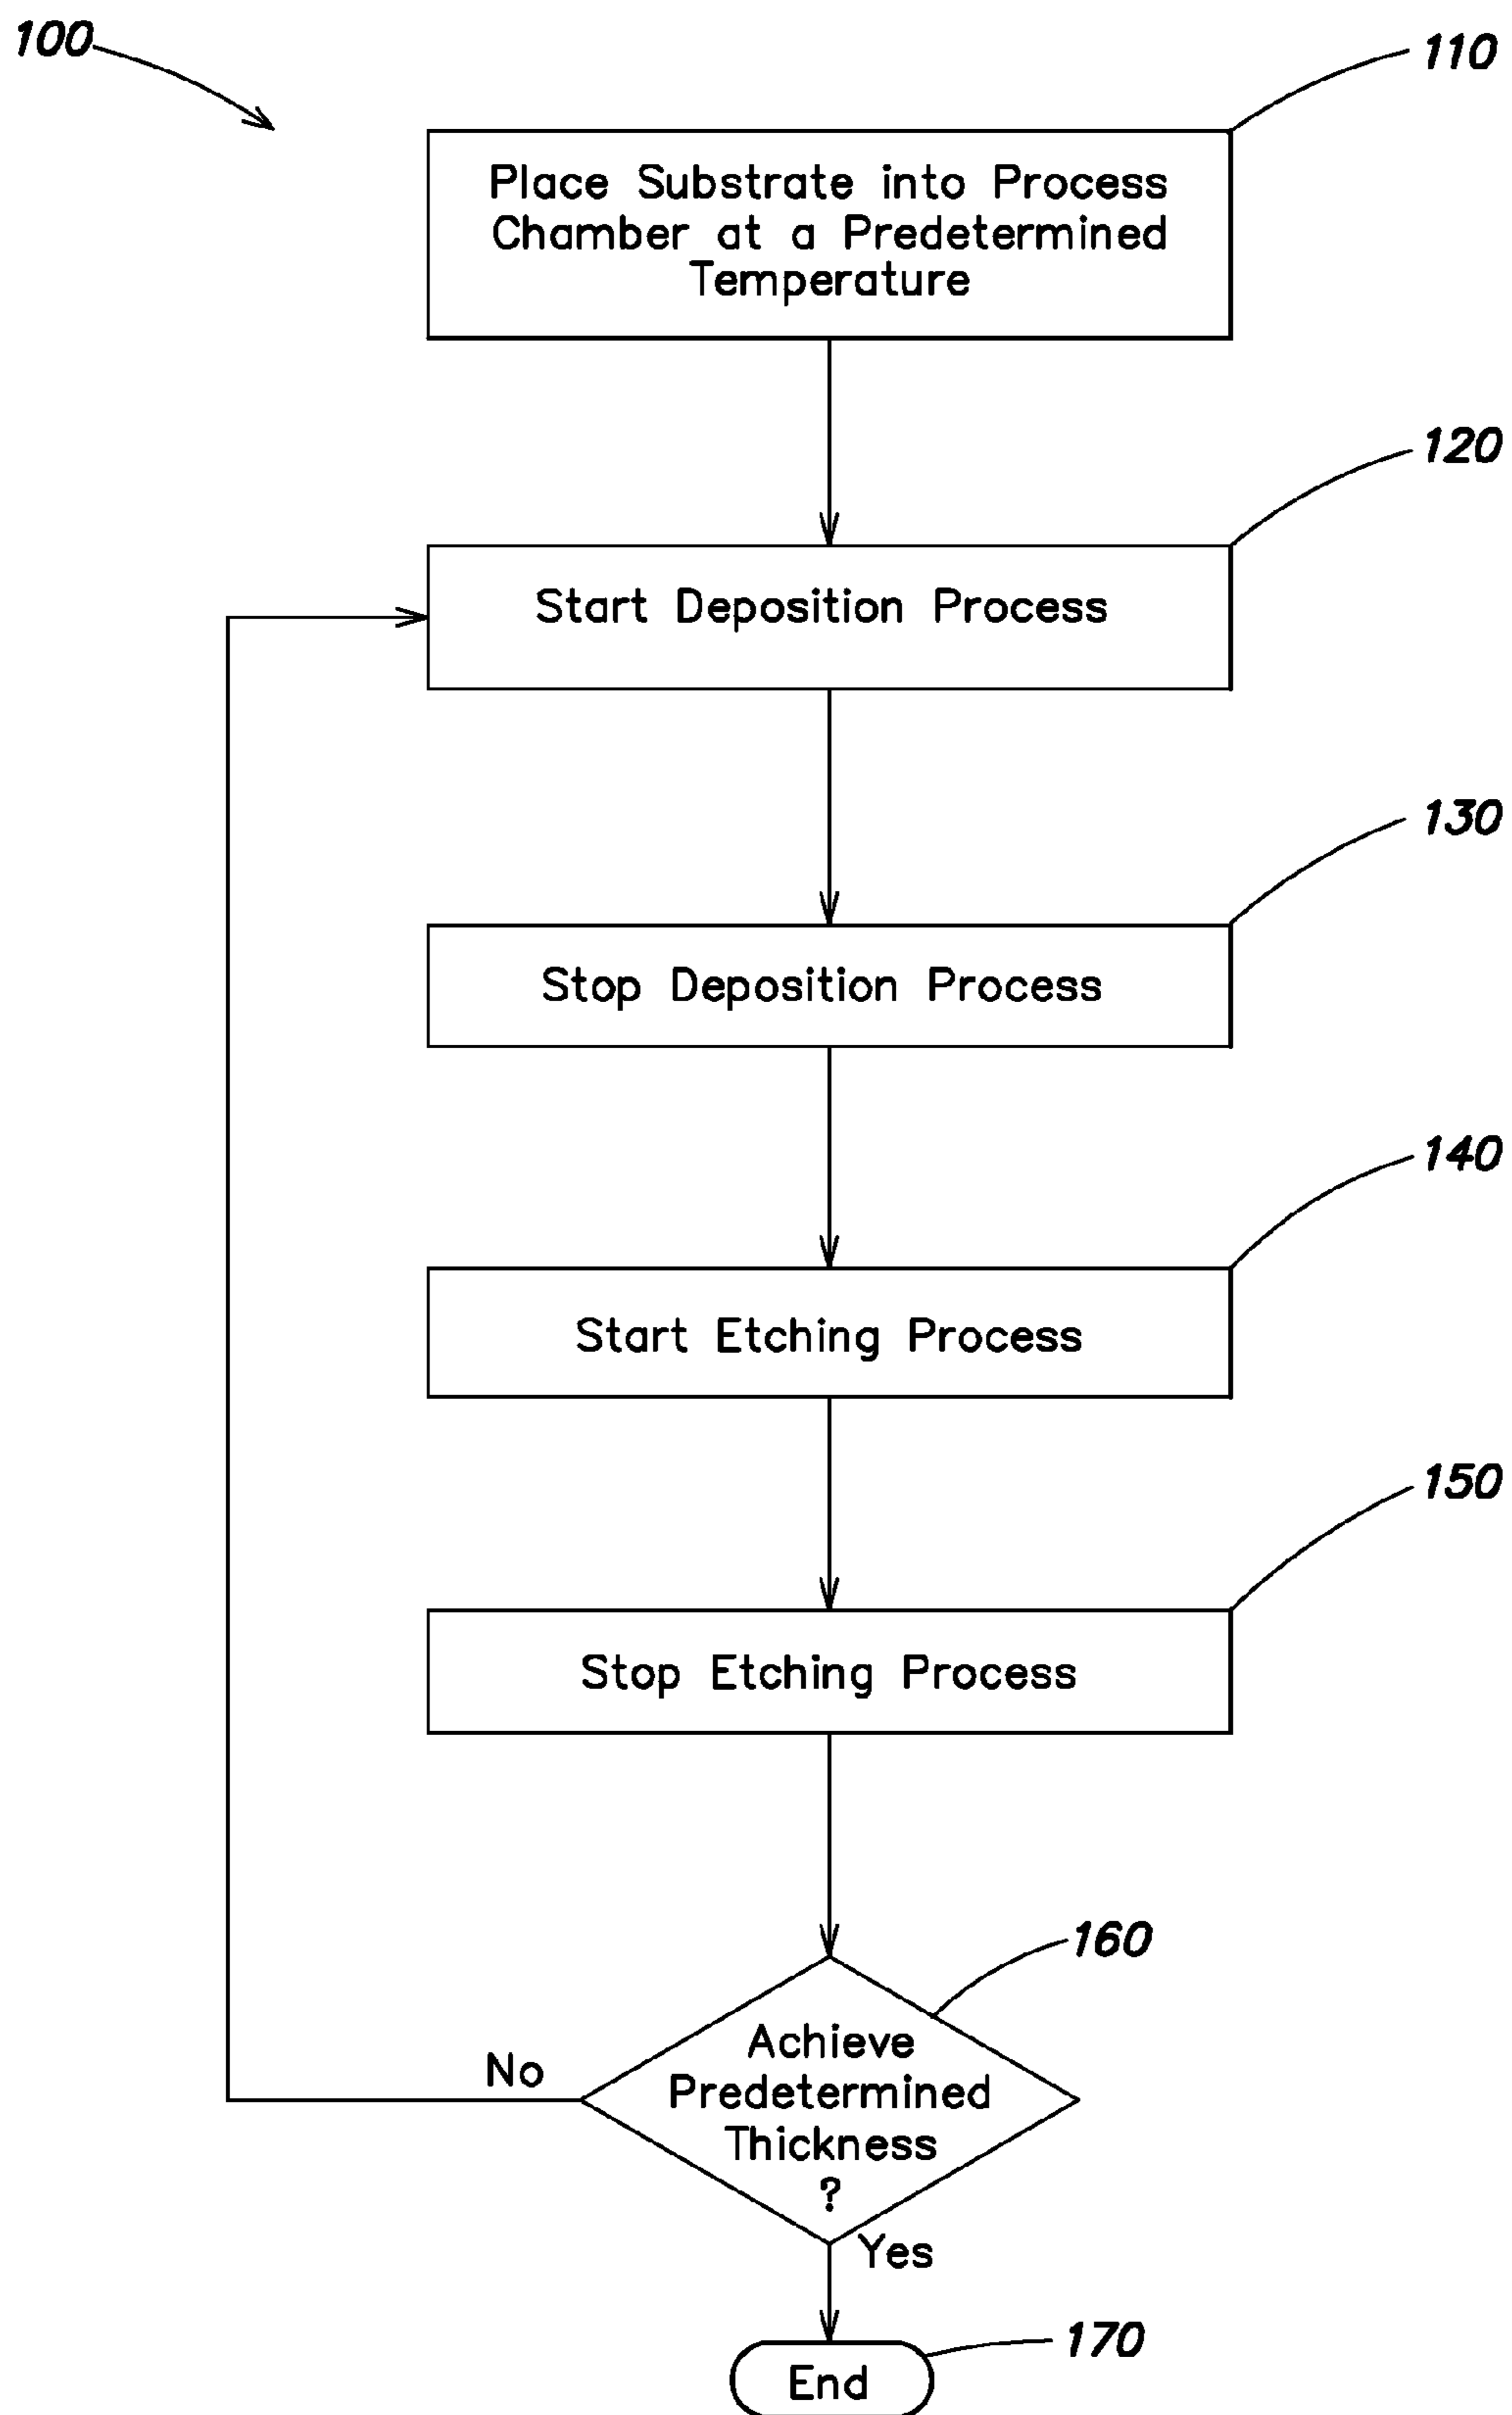 100
110
Place Substrate into Process
Chamber at a Predetermined
Temperature
120
Start Deposition Process
130
Stop Deposition Process
140
Start Etching Process
150
Stop Etching Process
160
Achieve
Predetermined
Thickness
?
No
Yes
170
End